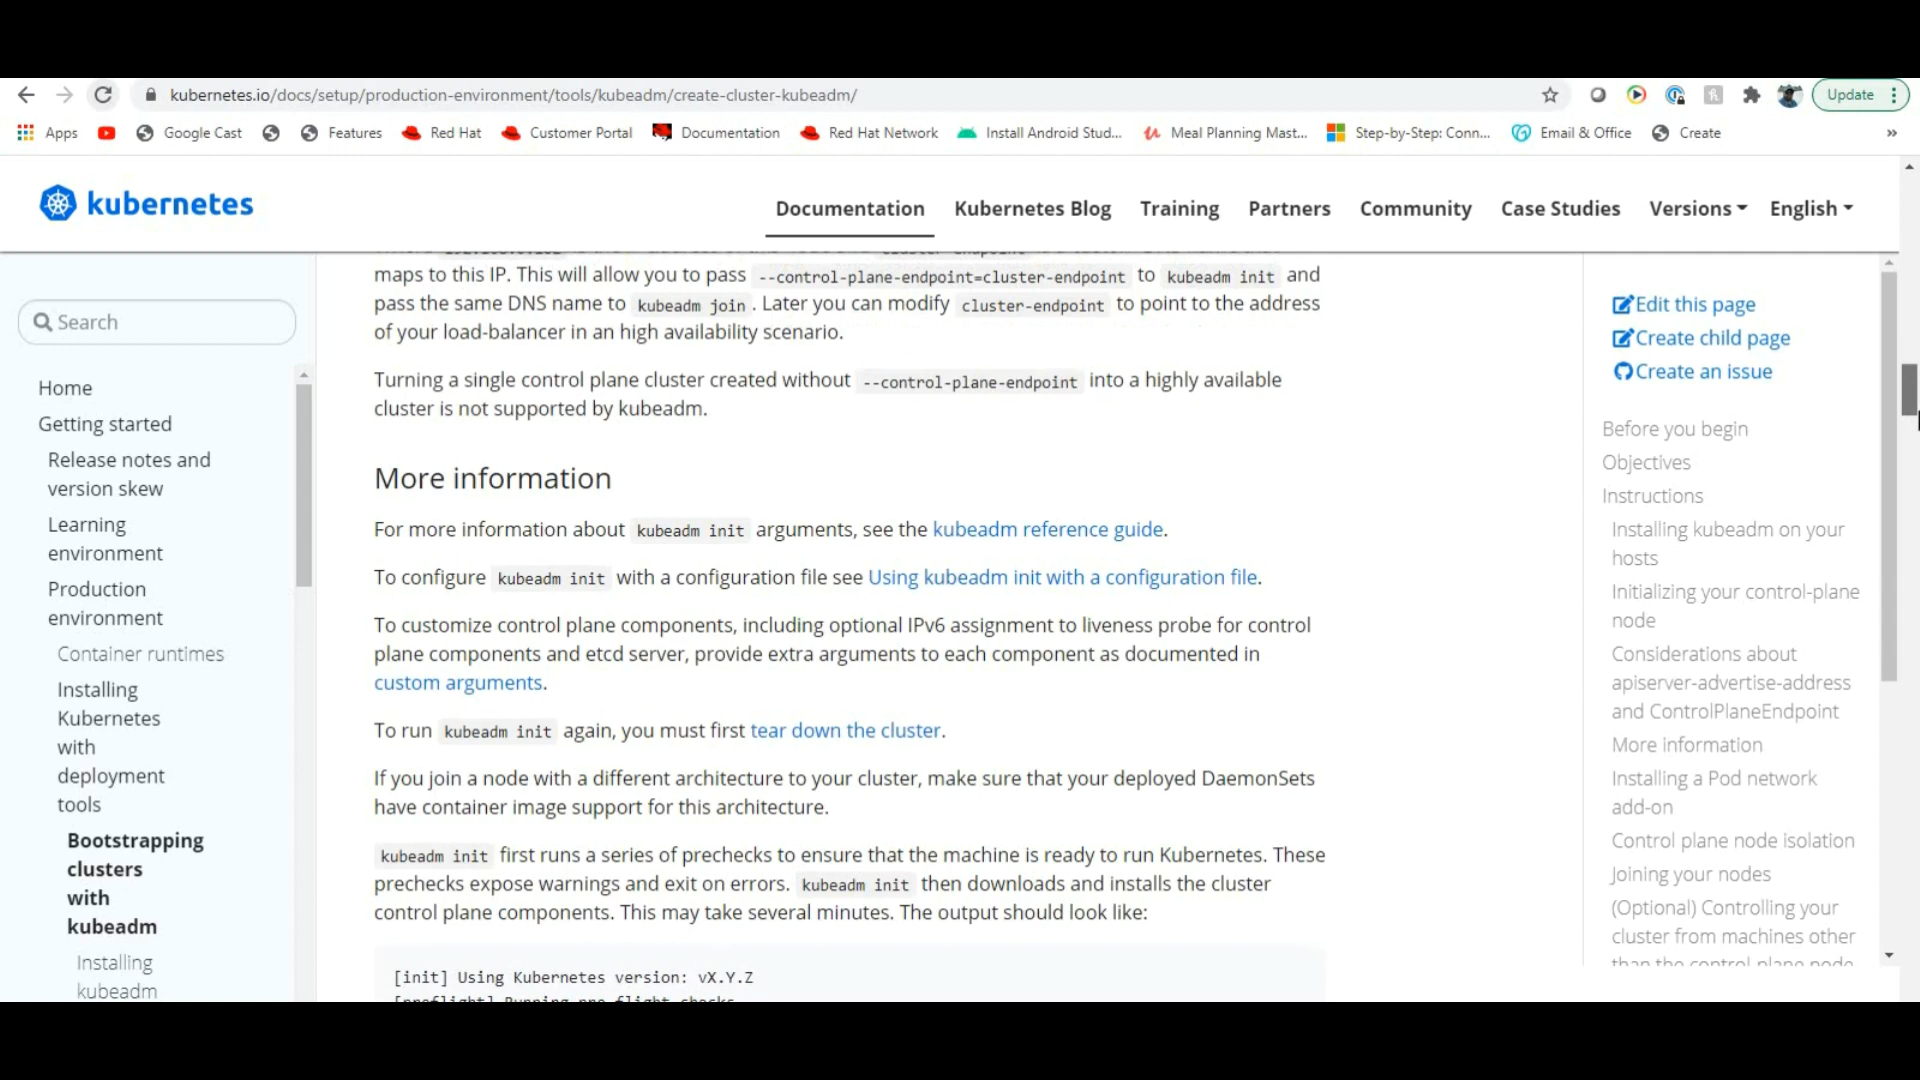 kubernetes.io/docs/setup/production-environment/tools/kubeadm/create-cluster-kubeadm/
Update
Apps
Google Cast
Features
Red Hat
Customer Portal
Documentation
Red Hat Network
Install Android Stud...
Meal Planning Mast...
Step-by-Step: Conn...
Email & Office
Create
»
kubernetes
Documentation
Kubernetes Blog
Training
Partners
Community
Case Studies
Versions
English
Search
Home
Getting started
Release notes and
version skew
Learning
environment
Production
environment
Container runtimes
Installing
Kubernetes
with
deployment
tools
Bootstrapping
clusters
with
kubeadm
Installing
kubeadm
maps to this IP. This will allow you to pass --control-plane-endpoint=cluster-endpoint to kubeadm init and
pass the same DNS name to kubeadm join . Later you can modify cluster-endpoint to point to the address
of your load-balancer in an high availability scenario.
Turning a single control plane cluster created without --control-plane-endpoint into a highly available
cluster is not supported by kubeadm.
More information
For more information about kubeadm init arguments, see the kubeadm reference guide.
To configure kubeadm init with a configuration file see Using kubeadm init with a configuration file.
To customize control plane components, including optional IPv6 assignment to liveness probe for control
plane components and etcd server, provide extra arguments to each component as documented in
custom arguments.
To run kubeadm init again, you must first tear down the cluster.
If you join a node with a different architecture to your cluster, make sure that your deployed DaemonSets
have container image support for this architecture.
kubeadm init first runs a series of prechecks to ensure that the machine is ready to run Kubernetes. These
prechecks expose warnings and exit on errors. kubeadm init then downloads and installs the cluster
control plane components. This may take several minutes. The output should look like:
[init] Using Kubernetes version: vX.Y.Z
[preflight] Running pre-flight checks
Edit this page
Create child page
Create an issue
Before you begin
Objectives
Instructions
Installing kubeadm on your
hosts
Initializing your control-plane
node
Considerations about
apiserver-advertise-address
and ControlPlaneEndpoint
More information
Installing a Pod network
add-on
Control plane node isolation
Joining your nodes
(Optional) Controlling your
cluster from machines other
than the control-plane node